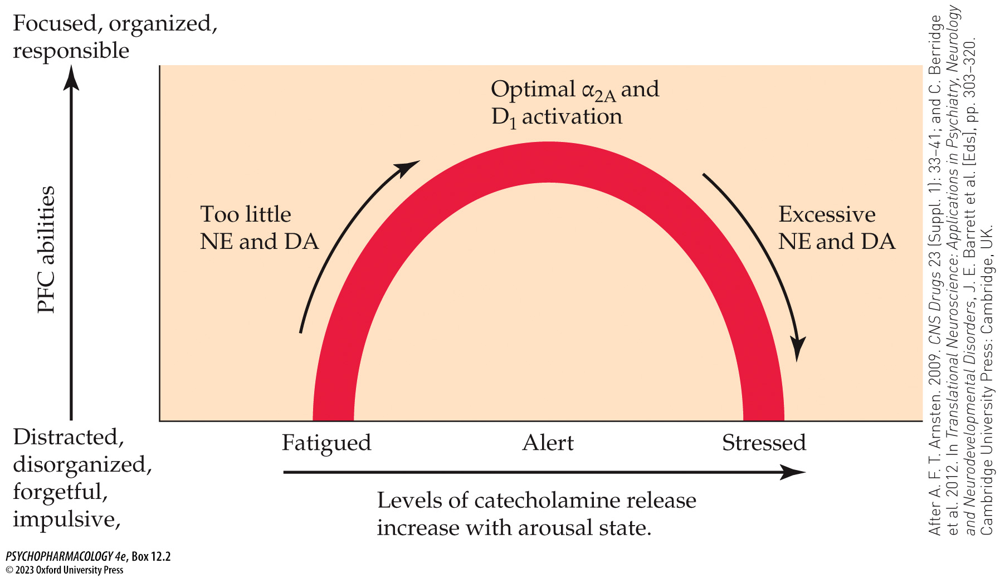 Focused, organized,
responsible
PFC abilities
Distracted,
disorganized,
forgetful,
impulsive,
Optimal α2A and
D1 activation
Too little
NE and DA
Excessive
NE and DA
Fatigued
Alert
Stressed
Levels of catecholamine release
increase with arousal state.
After A. F. T. Arnsten. 2009. CNS Drugs 23 [Suppl. 1]: 33–41; and C. Berridge
et al. 2012. In Translational Neuroscience: Applications in Psychiatry, Neurology
and Neurodevelopmental Disorders, J. E. Barrett et al. [Eds], pp. 303–320.
Cambridge University Press: Cambridge, UK.
PSYCHOPHARMACOLOGY 4e, Box 12.2
© 2023 Oxford University Press